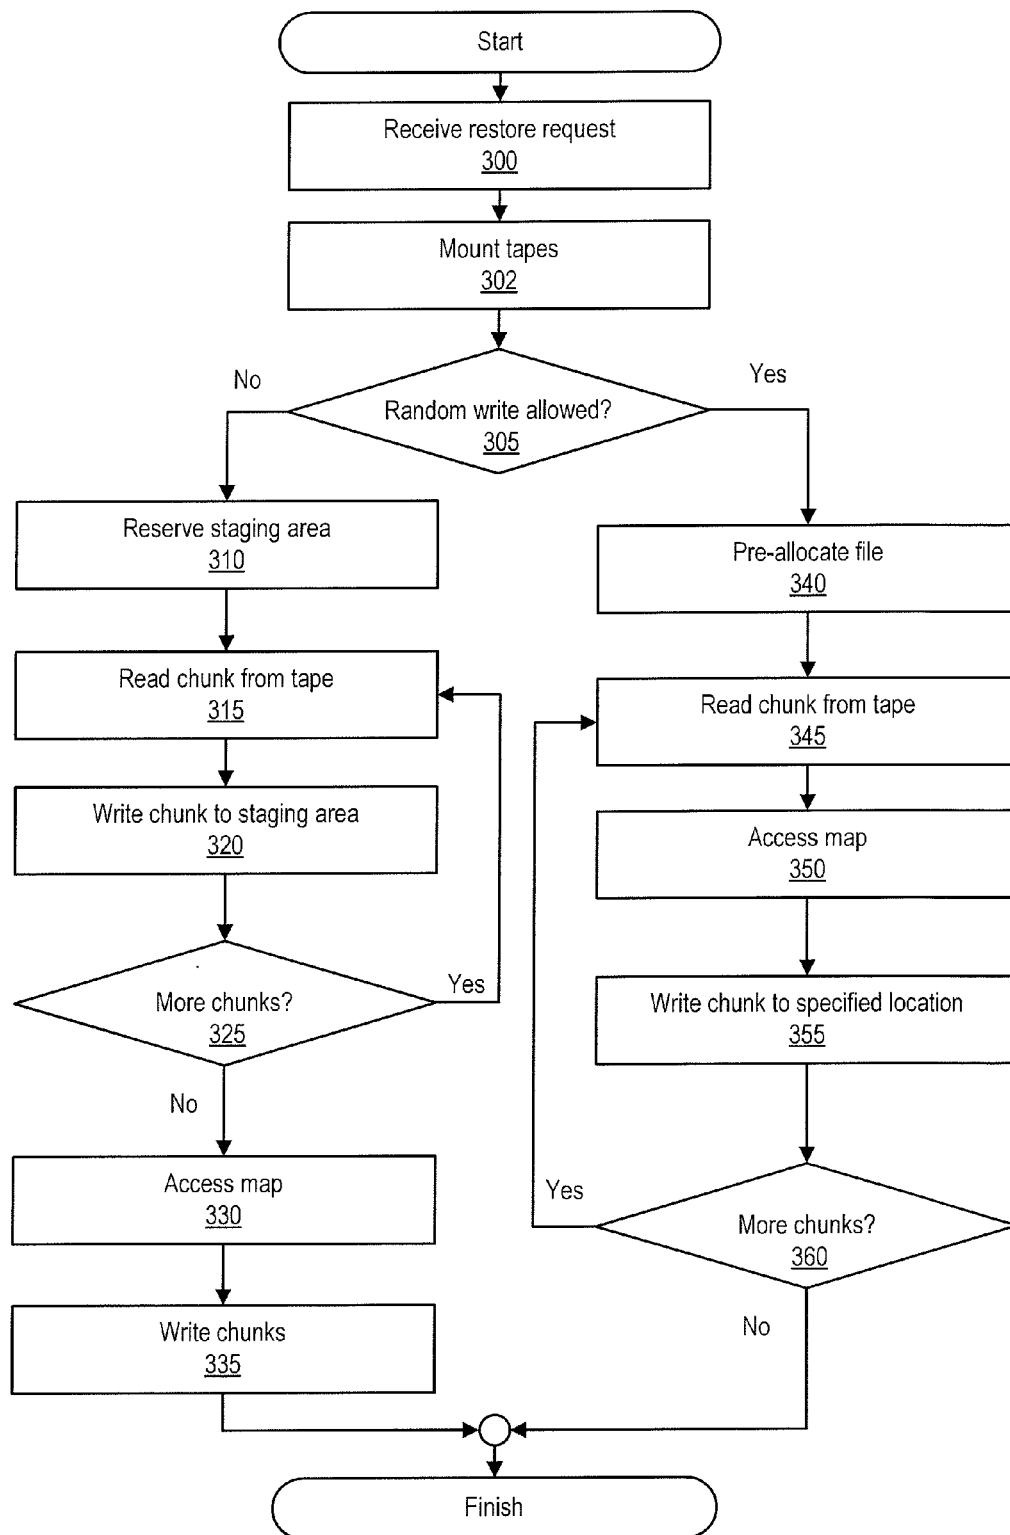 Start
Receive restore request
300
Mount tapes
302
No
Yes
Random write allowed?
305
Reserve staging area
310
Read chunk from tape
315
Write chunk to staging area
320
More chunks?
325
Yes
No
Access map
330
Write chunks
335
Pre-allocate file
340
Read chunk from tape
345
Access map
350
Write chunk to specified location
355
Yes
More chunks?
360
No
Finish